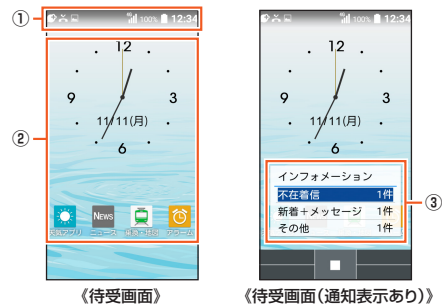 ①
100% 12:34
②
12
9
3
11/11(月)
6
天気アプリ
News
ニュース
乗換・地図
アラーム
《待受画面》
100% 12:34
12
9
3
11/11(月)
6
インフォメーション
不在着信 1件
新着＋メッセージ 1件
その他 1件
③
《待受画面(通知表示あり)》